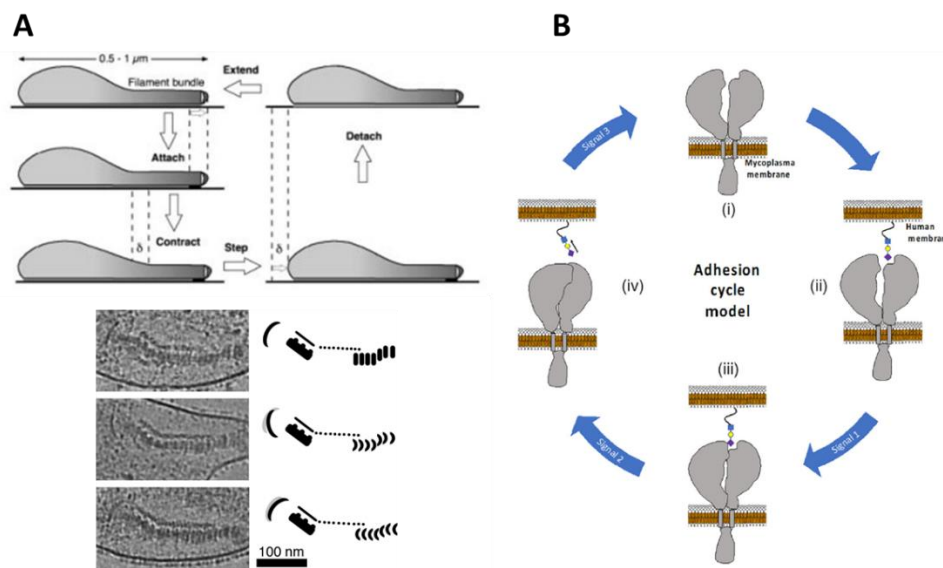 A
0.5 - 1 µm
Filament bundle
Extend
Attach
Detach
Contract
δ
Step
δ
100 nm
B
Signal 3
Mycoplasma
membrane
(i)
Human
membrane
(ii)
Adhesion
cycle
model
(iv)
(iii)
Signal 1
Signal 2